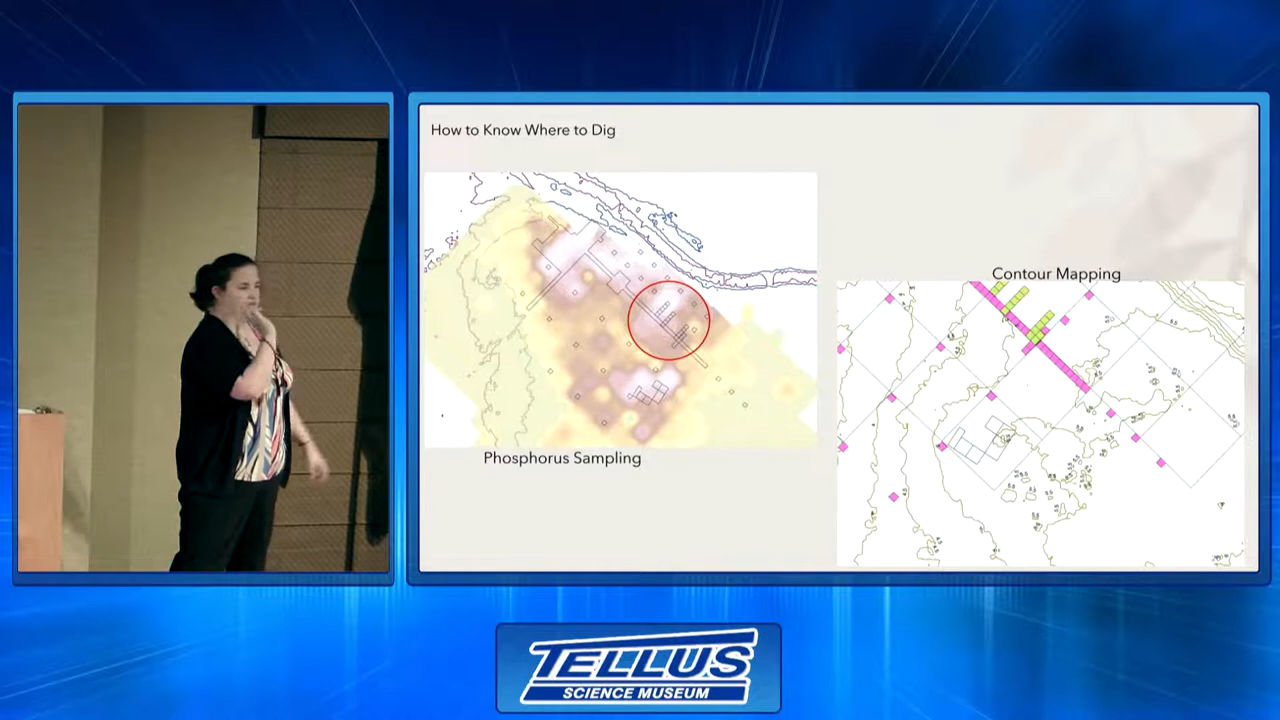 How to Know Where to Dig
Contour Mapping
Phosphorus Sampling
TELLUS
SCIENCE MUSEUM